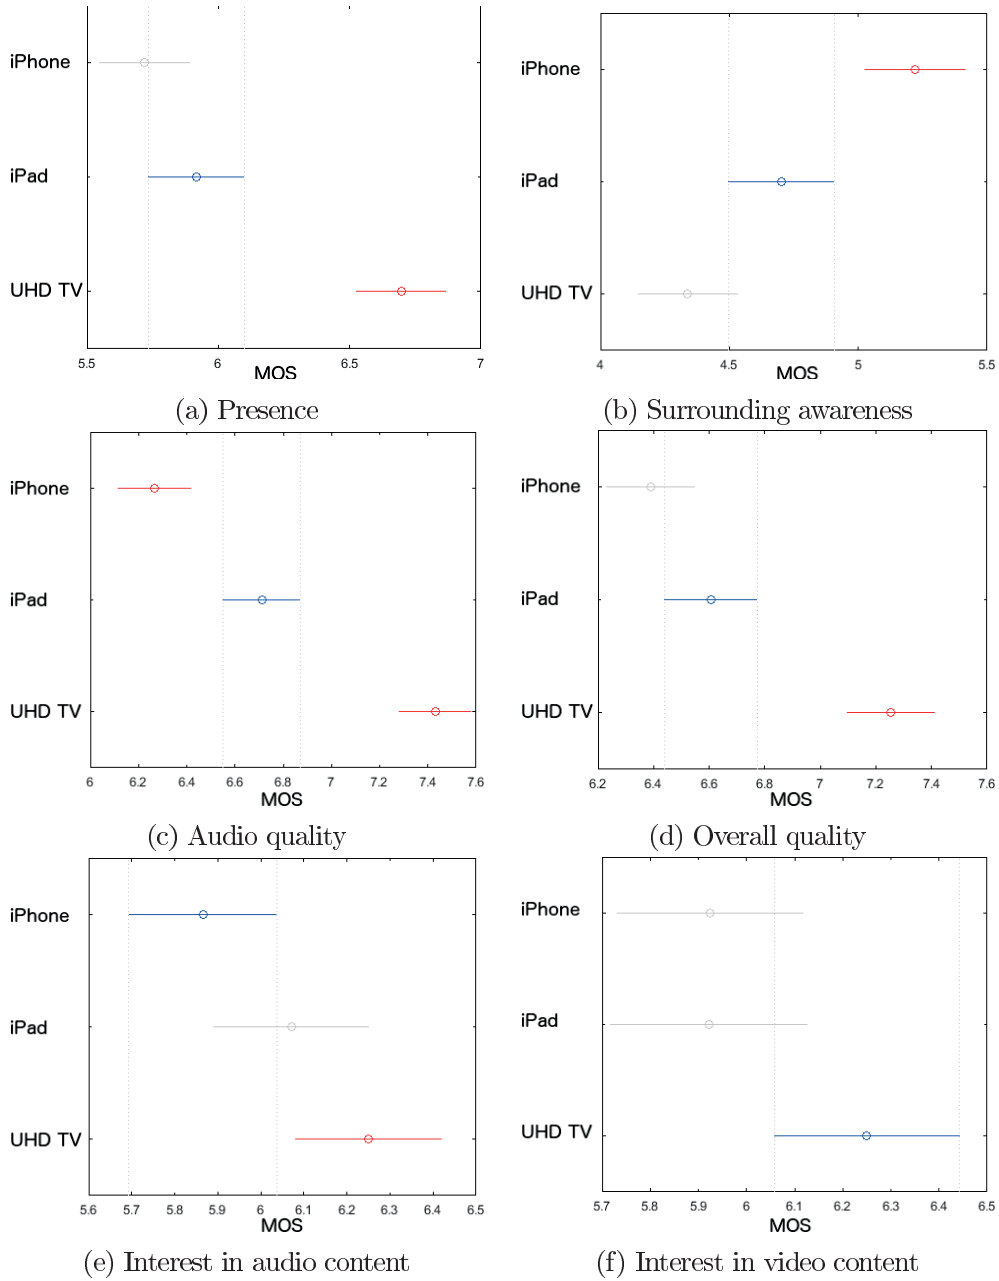 iPhone
iPad
UHD TV
5.5 6 6.5 7
MOS
(a) Presence
iPhone
iPad
UHD TV
4 4.5 5 5.5
MOS
(b) Surrounding awareness
iPhone
iPad
UHD TV
6 6.2 6.4 6.6 6.8 7 7.2 7.4 7.6
MOS
(c) Audio quality
iPhone
iPad
UHD TV
6.2 6.4 6.6 6.8 7 7.2 7.4 7.6
MOS
(d) Overall quality
iPhone
iPad
UHD TV
5.6 5.7 5.8 5.9 6 6.1 6.2 6.3 6.4 6.5
MOS
(e) Interest in audio content
iPhone
iPad
UHD TV
5.7 5.8 5.9 6 6.1 6.2 6.3 6.4 6.5
MOS
(f) Interest in video content